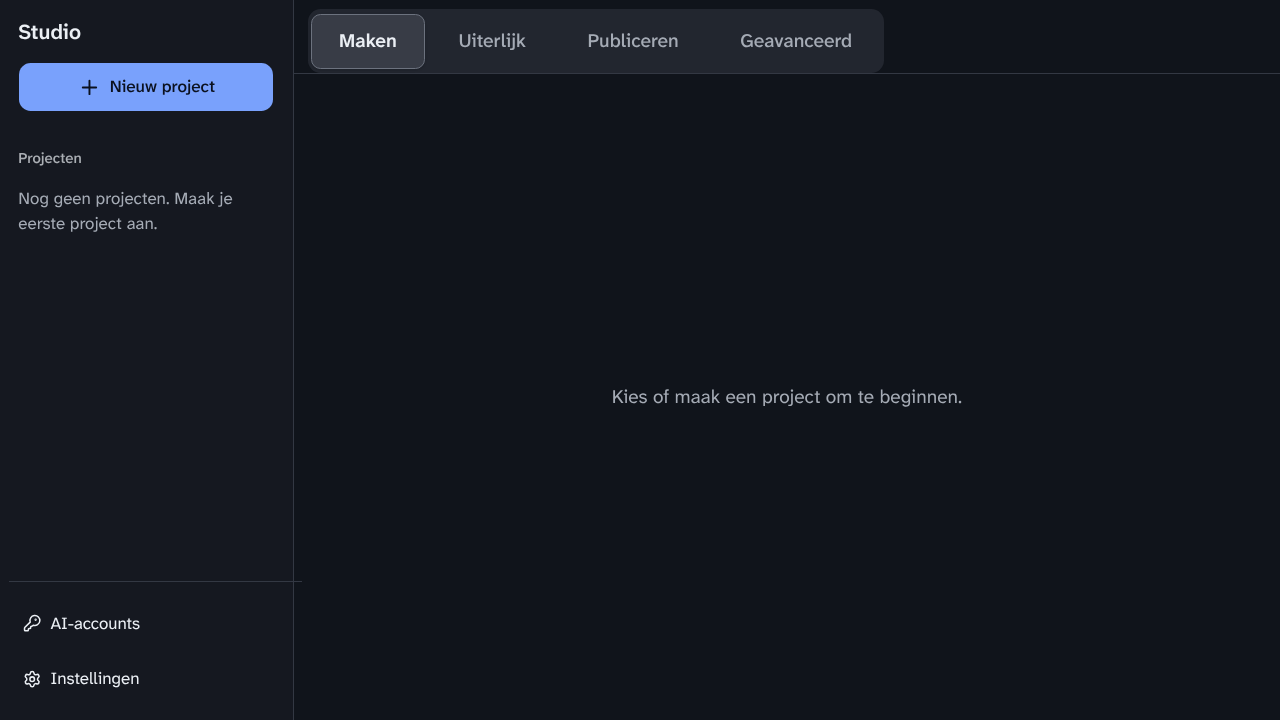 Studio
Nieuw project
Projecten
Nog geen projecten. Maak je
eerste project aan.
AI-accounts
Instellingen
Maken
Uiterlijk
Publiceren
Geavanceerd
Kies of maak een project om te beginnen.